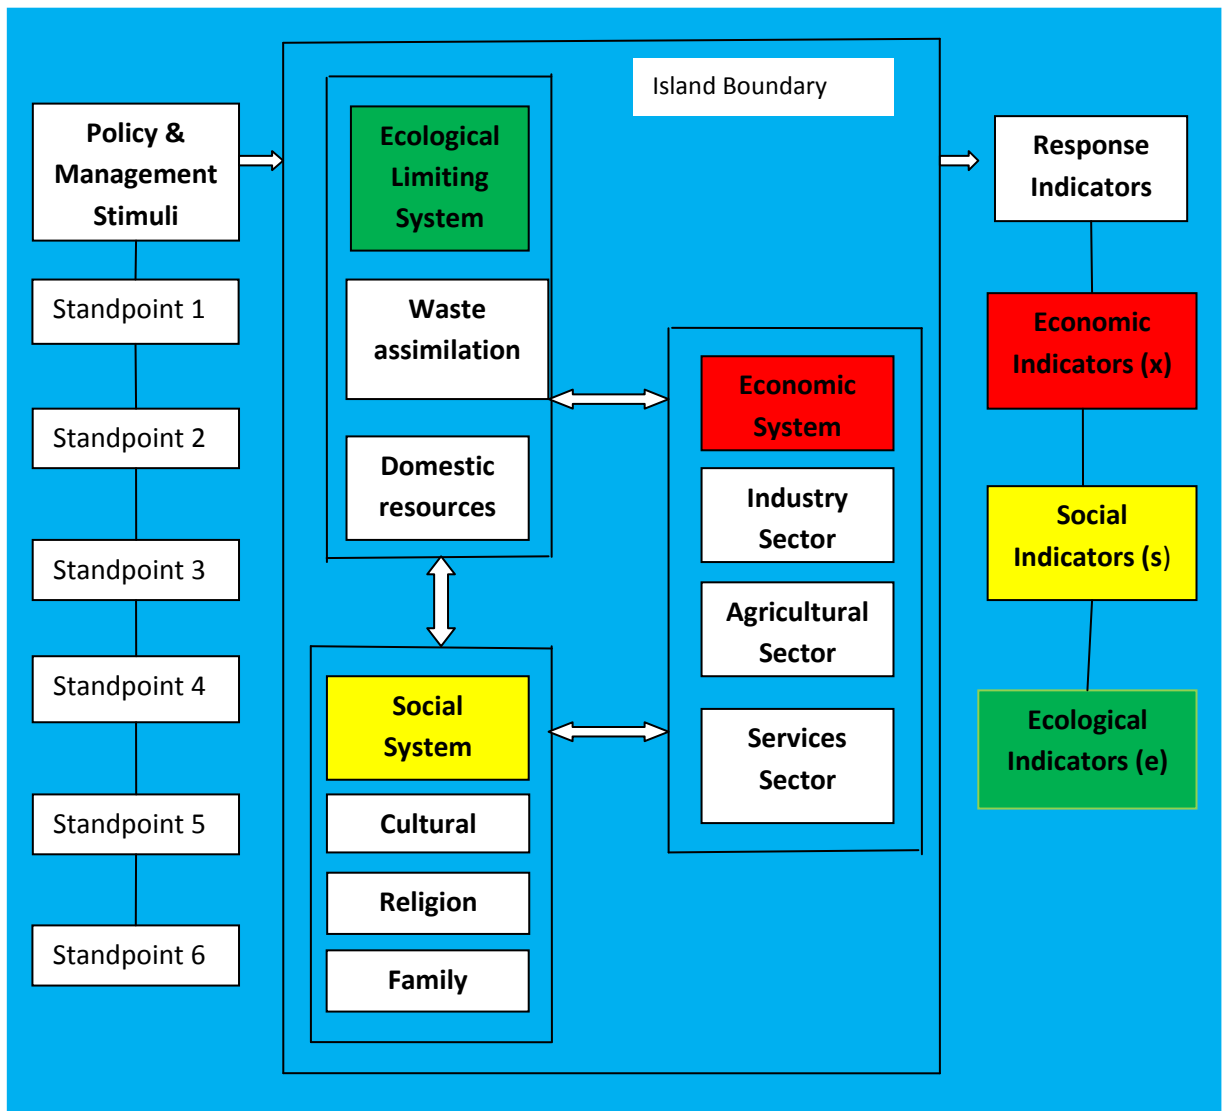 Island Boundary
Policy &
Management
Stimuli
Standpoint 1
Standpoint 2
Standpoint 3
Standpoint 4
Standpoint 5
Standpoint 6
Ecological
Limiting
System
Waste
assimilation
Domestic
resources
Social
System
Cultural
Religion
Family
Economic
System
Industry
Sector
Agricultural
Sector
Services
Sector
Response
Indicators
Economic
Indicators (x)
Social
Indicators (s)
Ecological
Indicators (e)